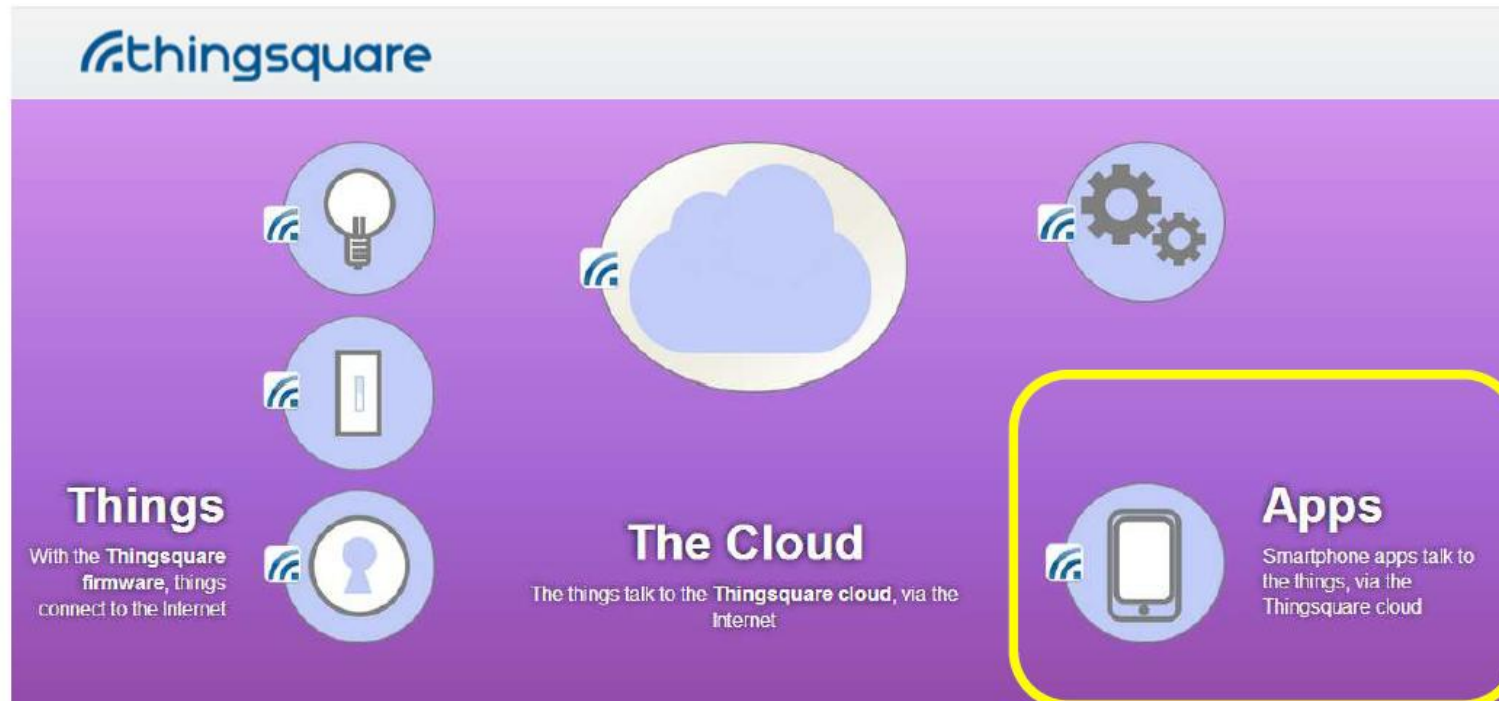 thingsquare
Things
With the Thingsquare
firmware, things
connect to the Internet
The Cloud
The things talk to the Thingsquare cloud, via the
Internet
Apps
Smartphone apps talk to
the things, via the
Thingsquare cloud